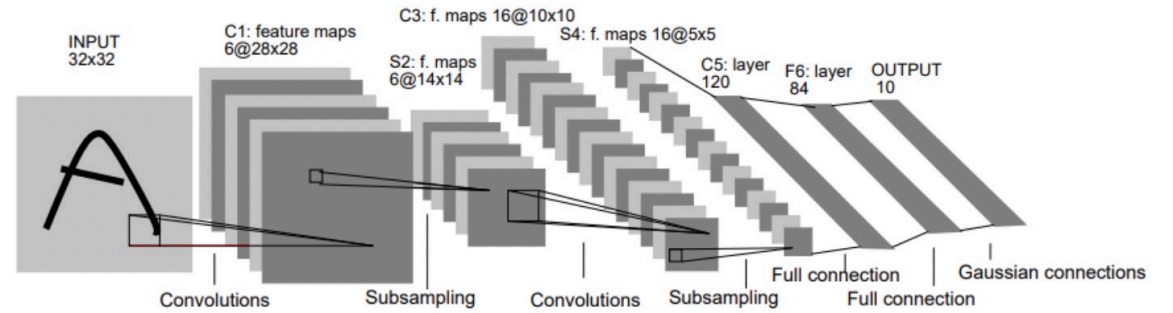 INPUT
32x32
C1: feature maps
6@28x28
S2: f. maps
6@14x14
C3: f. maps 16@10x10
S4: f. maps 16@5x5
C5: layer
120
F6: layer
84
OUTPUT
10
A
Convolutions
Subsampling
Convolutions
Subsampling
Full connection
Full connection
Gaussian connections